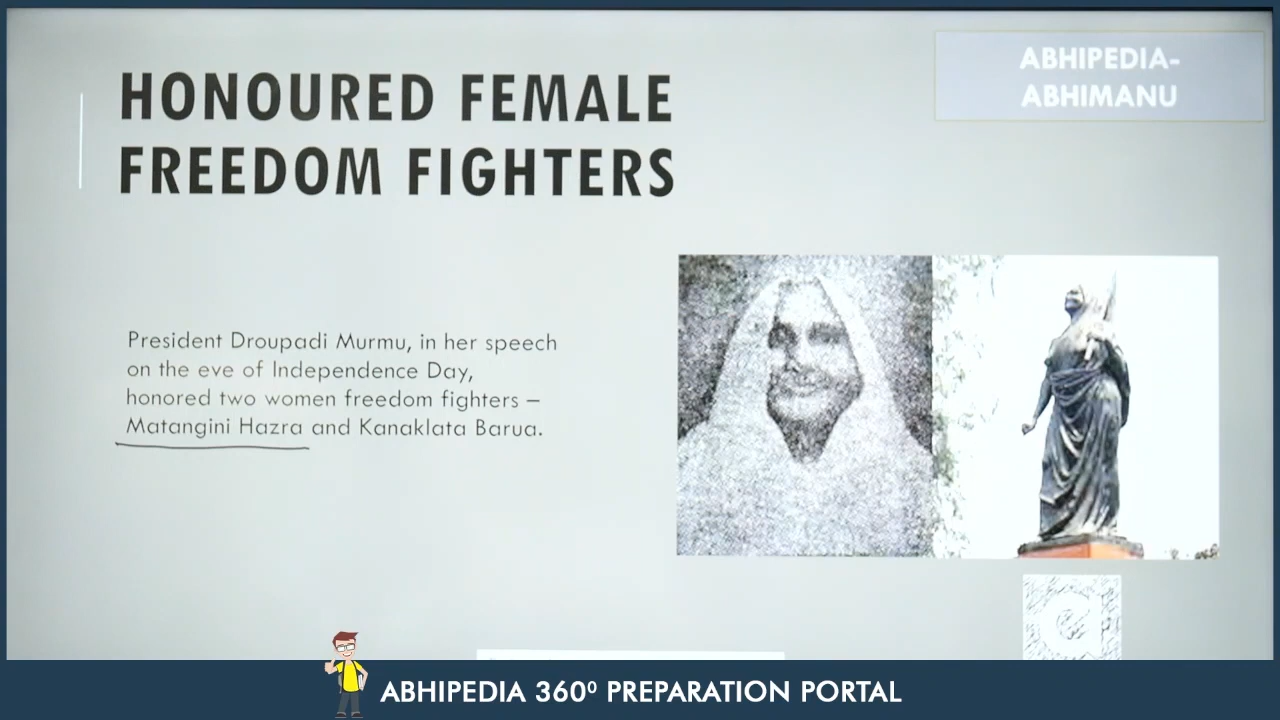 HONOURED FEMALE
FREEDOM FIGHTERS
ABHIPEDIA-
ABHIMANU
President Droupadi Murmu, in her speech
on the eve of Independence Day,
honored two women freedom fighters –
Matangini Hazra and Kanaklata Barua.
a
ABHIPEDIA 360⁰ PREPARATION PORTAL